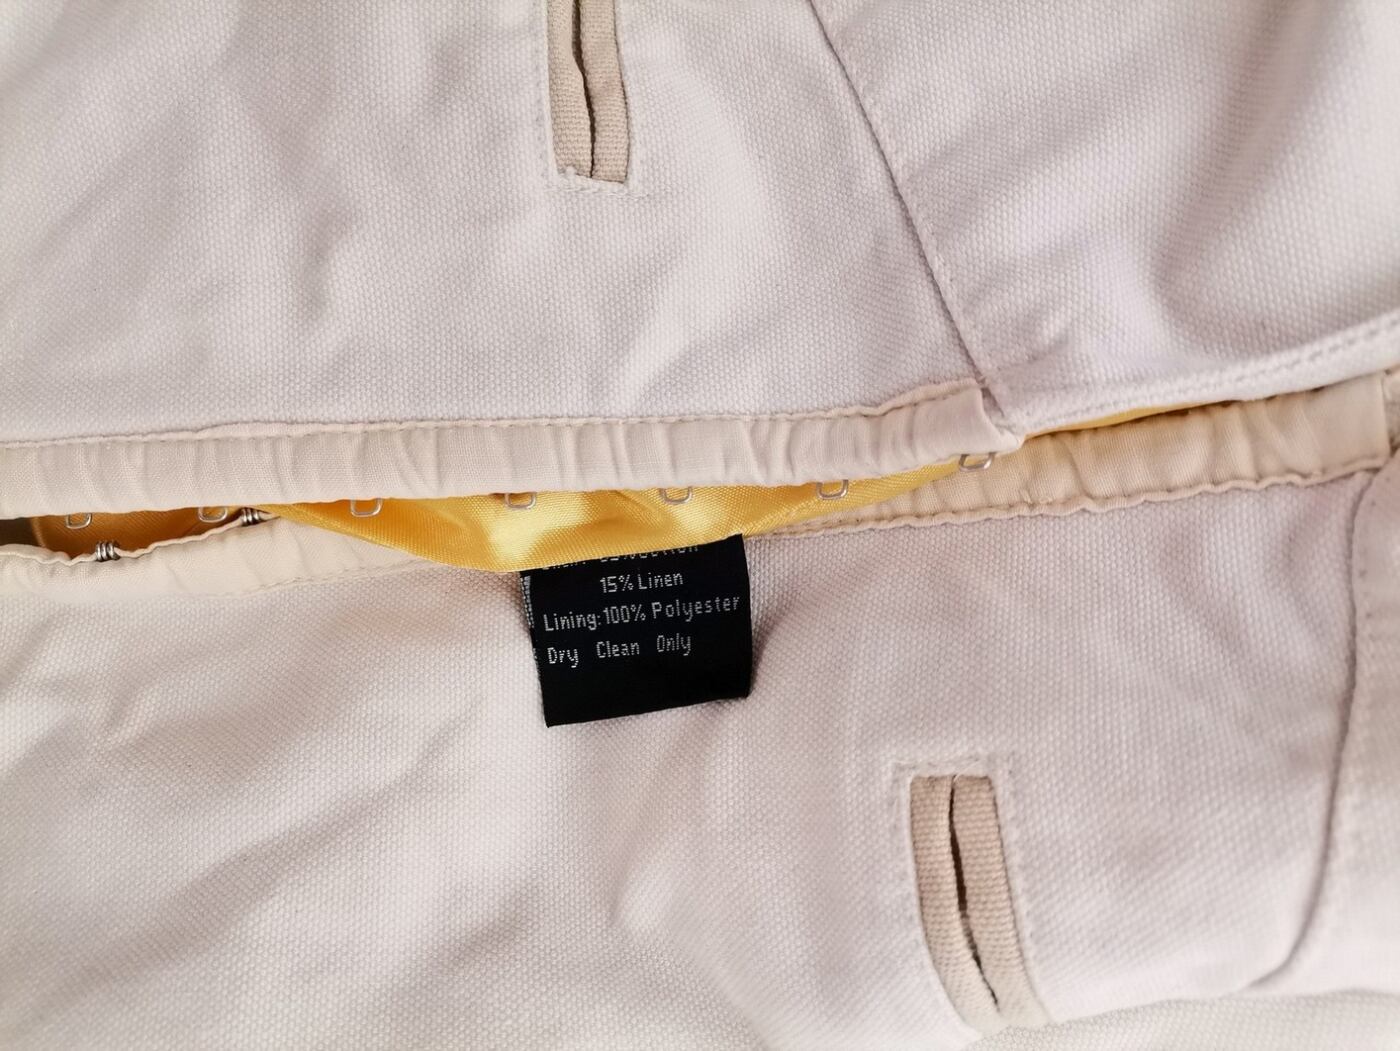 15% Linen
Lining:100% Polyester
Dry Clean Only